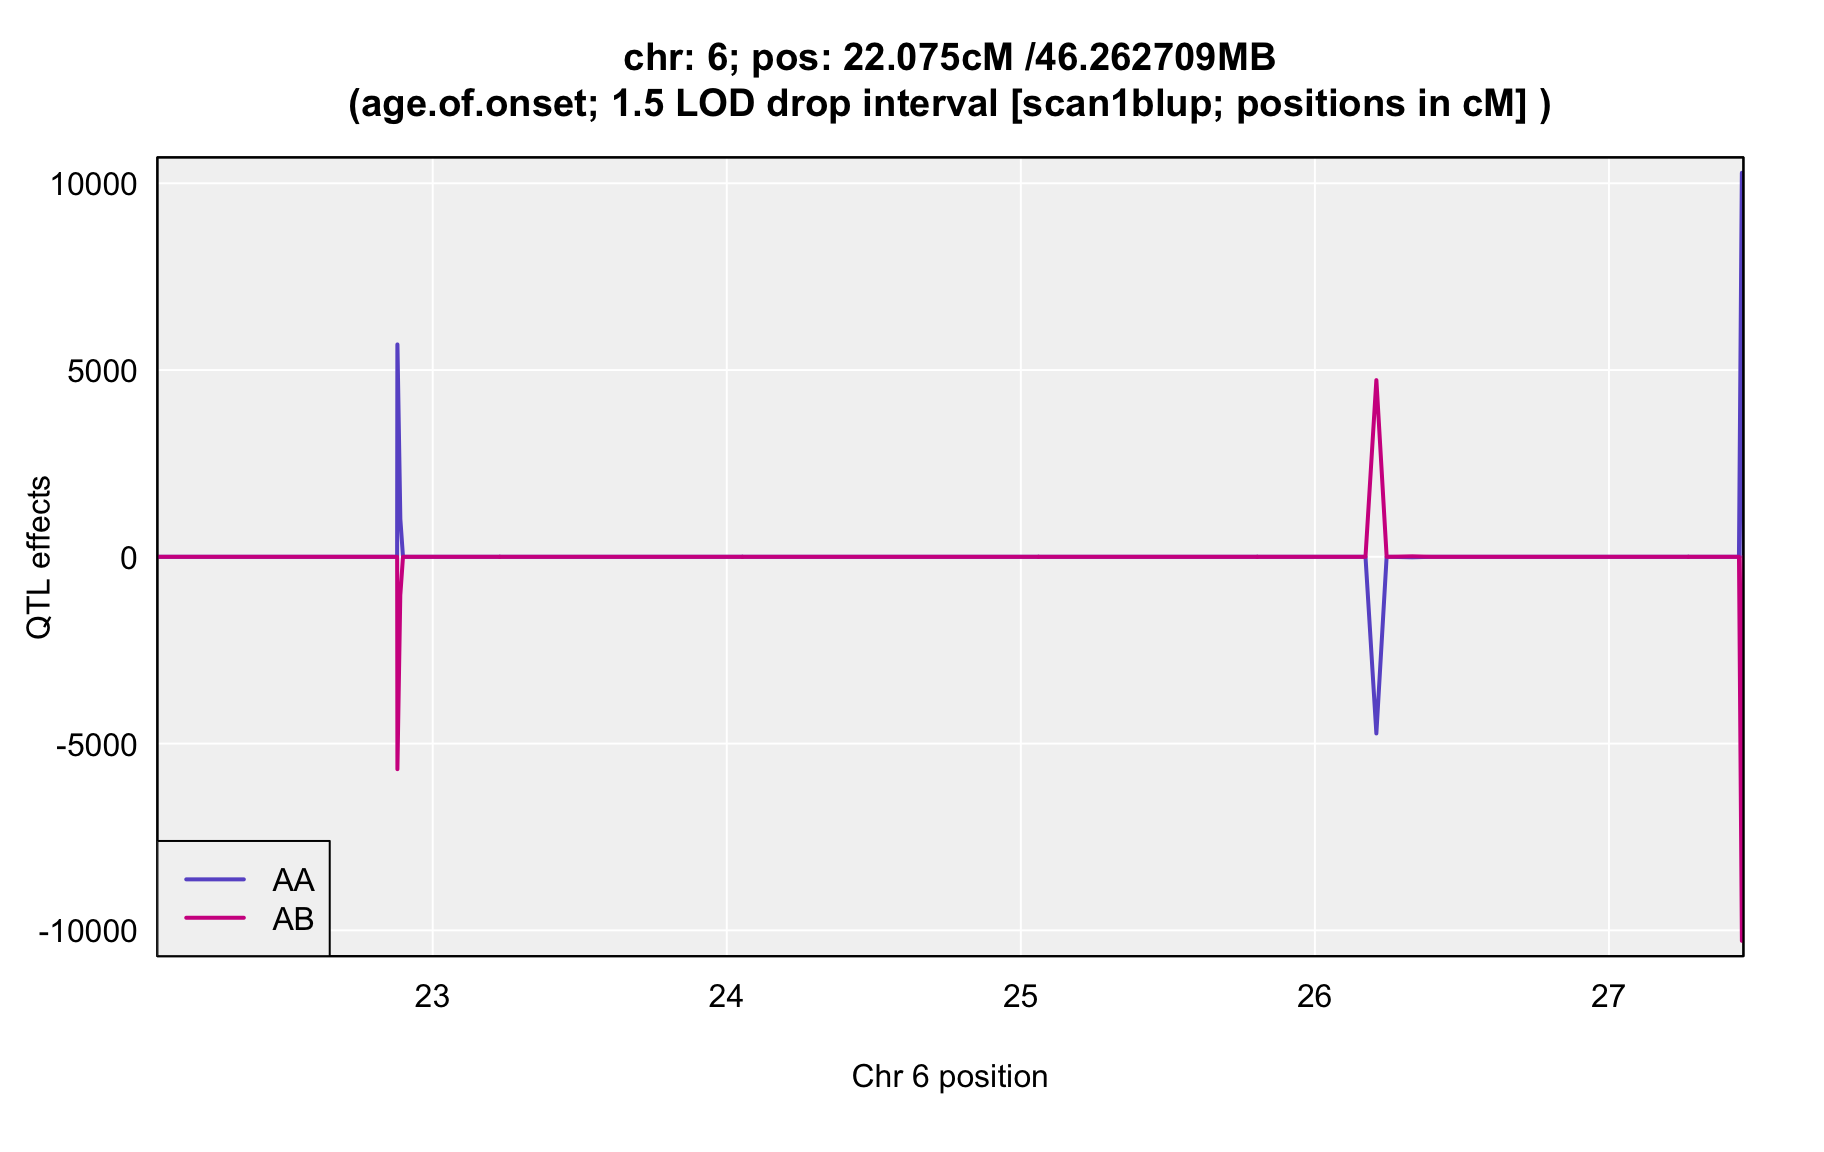 chr: 6; pos: 22.075cM /46.262709MB
(age.of.onset; 1.5 LOD drop interval [scan1blup; positions in cM] )
10000
5000
0
-5000
-10000
QTL effects
AA
AB
23 24 25 26 27
Chr 6 position